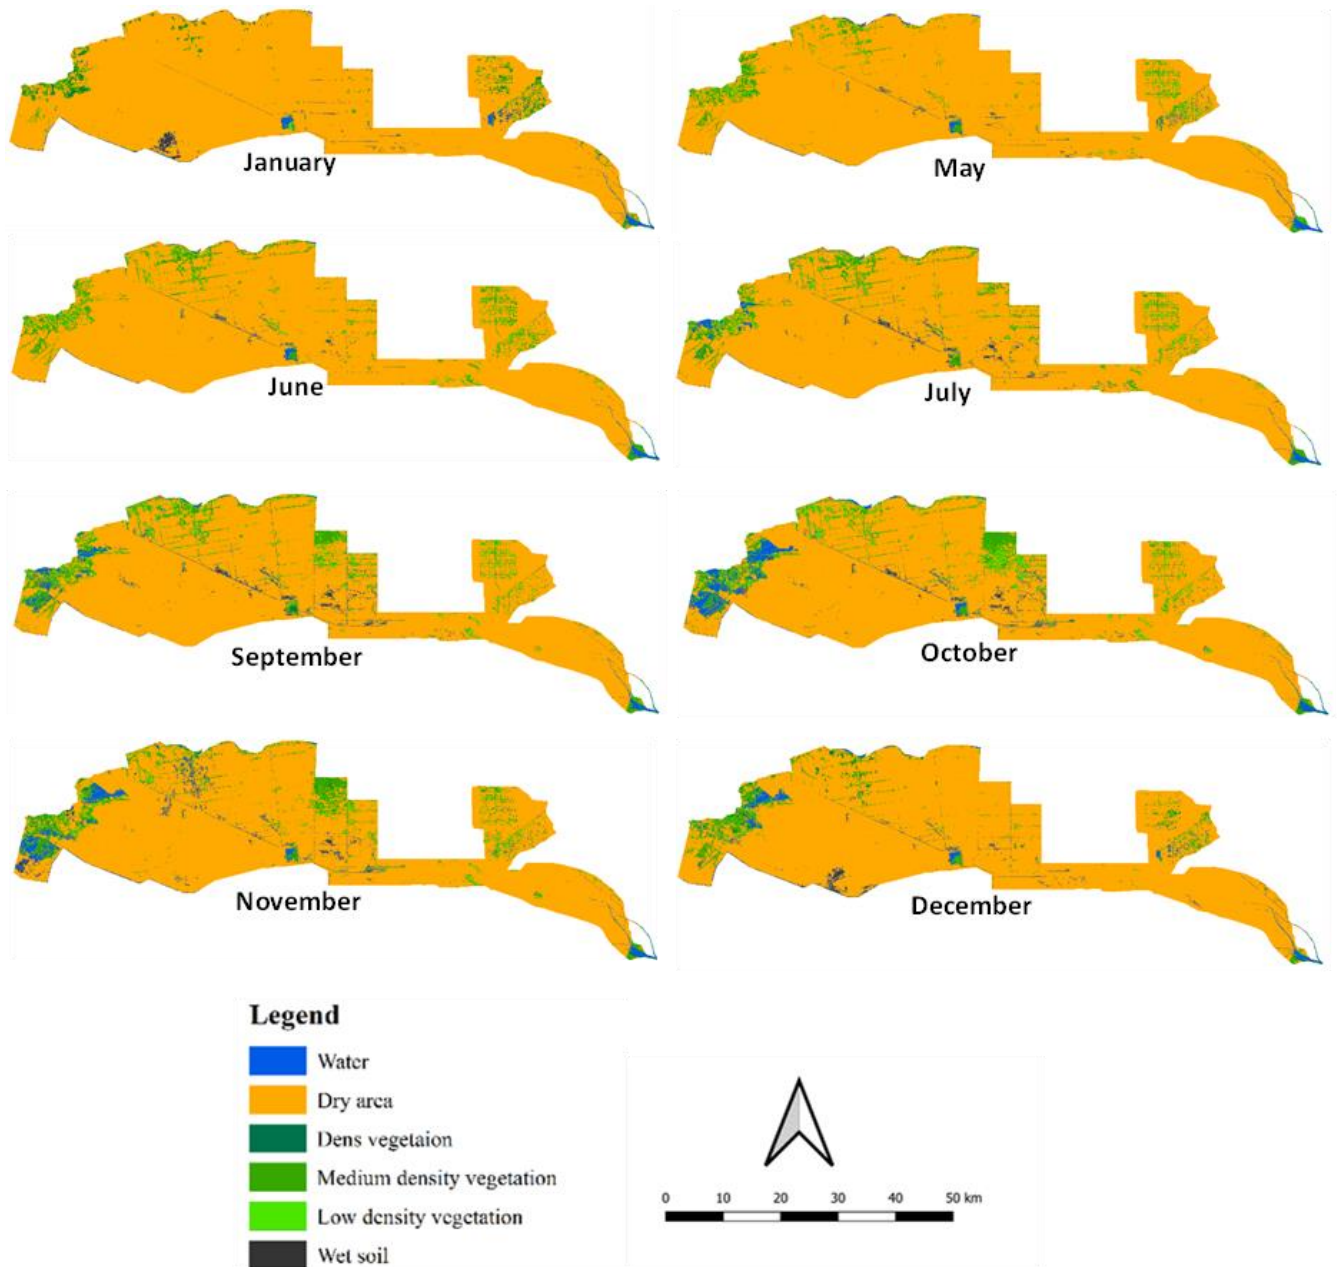 January
May
June
July
September
October
November
December
Legend
Water
Dry area
Dens vegetaion
Medium density vegetation
Low density vegetation
Wet soil
0 10 20 30 40 50 km